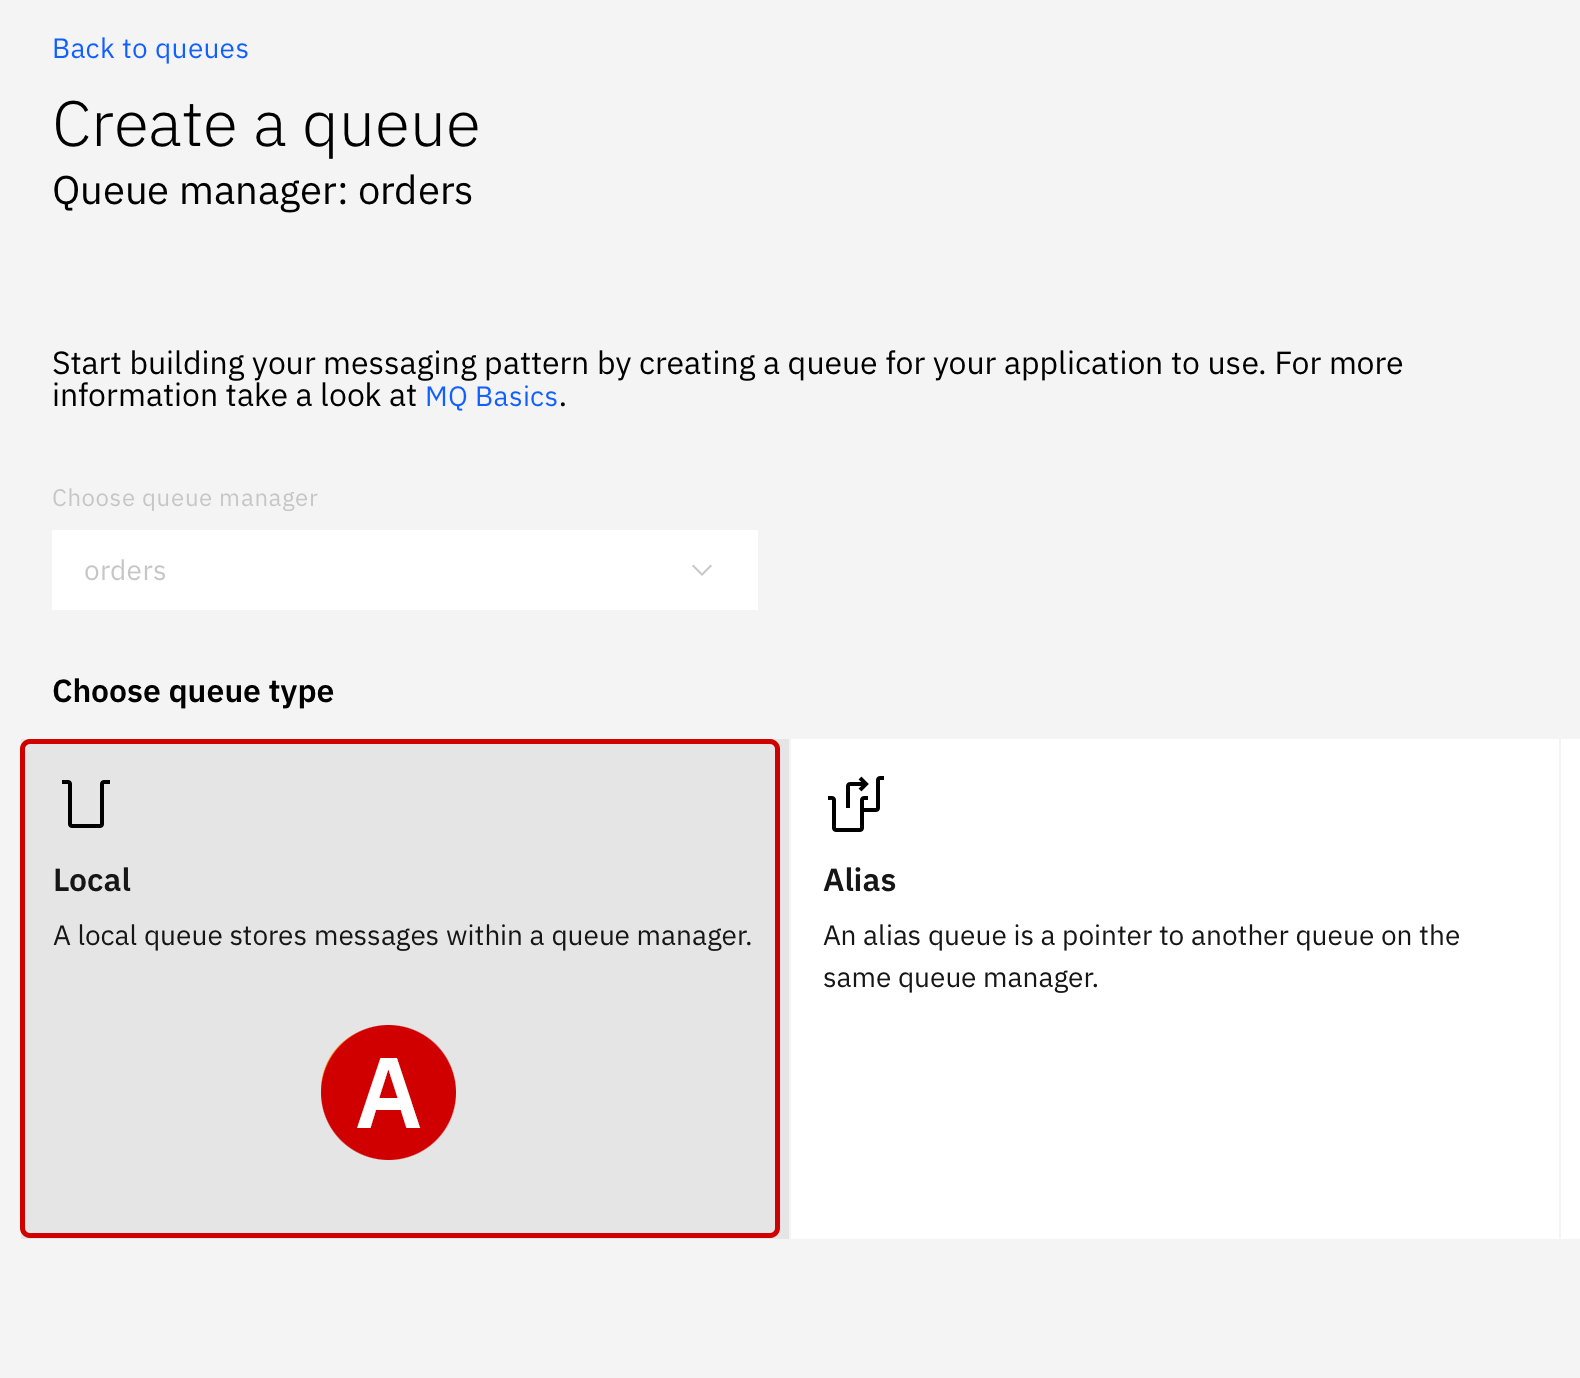 Back to queues
Create a queue
Queue manager: orders
Start building your messaging pattern by creating a queue for your application to use. For more
information take a look at MQ Basics.
Choose queue manager
orders
Choose queue type
Local
A local queue stores messages within a queue manager.
A
Alias
An alias queue is a pointer to another queue on the
same queue manager.